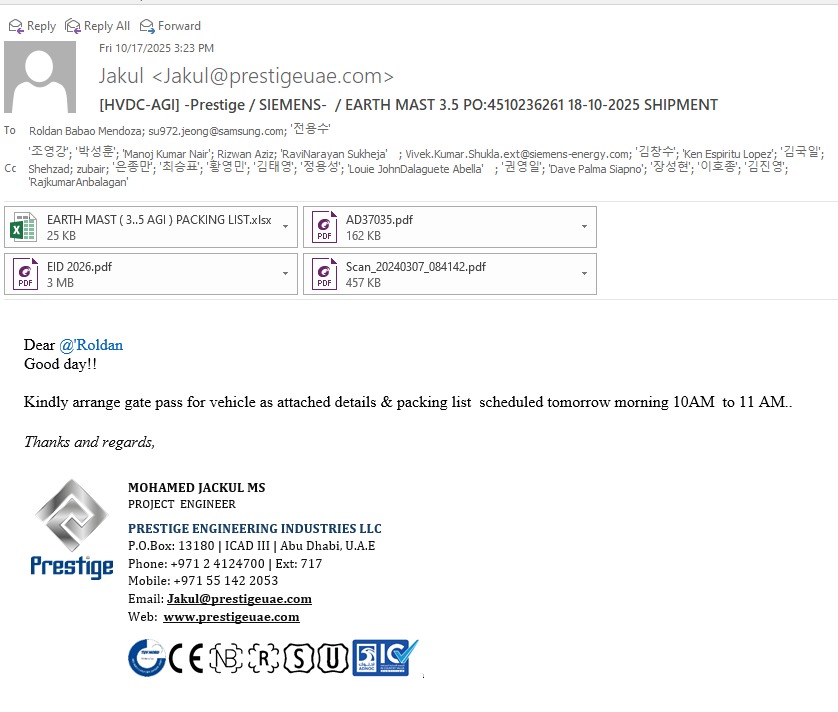 Reply Reply All Forward
Fri 10/17/2025 3:23 PM
Jakul <Jakul@prestigeuae.com>
[HVDC-AGI] -Prestige / SIEMENS- / EARTH MAST 3.5 PO:4510236261 18-10-2025 SHIPMENT
To Roldan Babao Mendoza; su972.jeong@samsung.com; '전용수'
'조영강'; '박성훈'; 'Manoj Kumar Nair'; Rizwan Aziz; 'RaviNarayan Sukheja' ; Vivek.Kumar.Shukla.ext@siemens-energy.com; '김창수'; 'Ken Espiritu Lopez'; '김국일';
Cc Shehzad; zubair; '은종만'; '최승표'; '황영민'; '김태영'; '정용성'; 'Louie JohnDalaguete Abella' ; '권영일'; 'Dave Palma Siapno'; '장성현'; '이호종'; '김진영';
'RajkumarAnbalagan'
EARTH MAST ( 3..5 AGI ) PACKING LIST.xlsx
25 KB
AD37035.pdf
162 KB
EID 2026.pdf
3 MB
Scan_20240307_084142.pdf
457 KB
Dear @'Roldan
Good day!!
Kindly arrange gate pass for vehicle as attached details & packing list scheduled tomorrow morning 10AM to 11 AM..
Thanks and regards,
MOHAMED JACKUL MS
PROJECT ENGINEER
PRESTIGE ENGINEERING INDUSTRIES LLC
P.O.Box: 13180 | ICAD III | Abu Dhabi, U.A.E
Phone: +971 2 4124700 | Ext: 717
Mobile: +971 55 142 2053
Email: Jakul@prestigeuae.com
Web: www.prestigeuae.com
Prestige
CE NB R S U IC